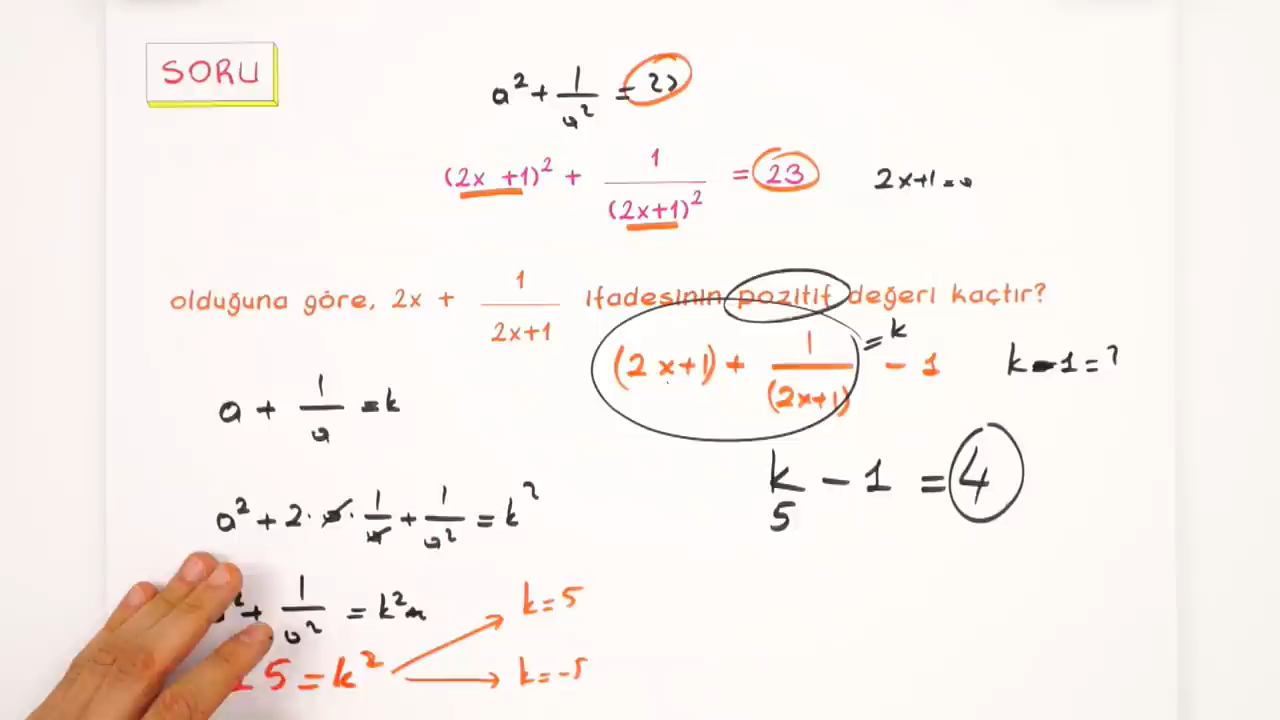 SORU
a² + 1/a² = 23
(2x +1)² + 1/(2x+1)² = 23
2x+1=a
olduğuna göre, 2x + 1/2x+1 ifadesinin pozitif değeri kaçtır?
(2x+1) + 1/(2x+1) - 1
= k
k-1=?
a + 1/a = k
k - 1 = 4
5
a² + 2 · a · 1/a + 1/a² = k²
+ 1/a² = k²
k=5
5 = k²
k=-5